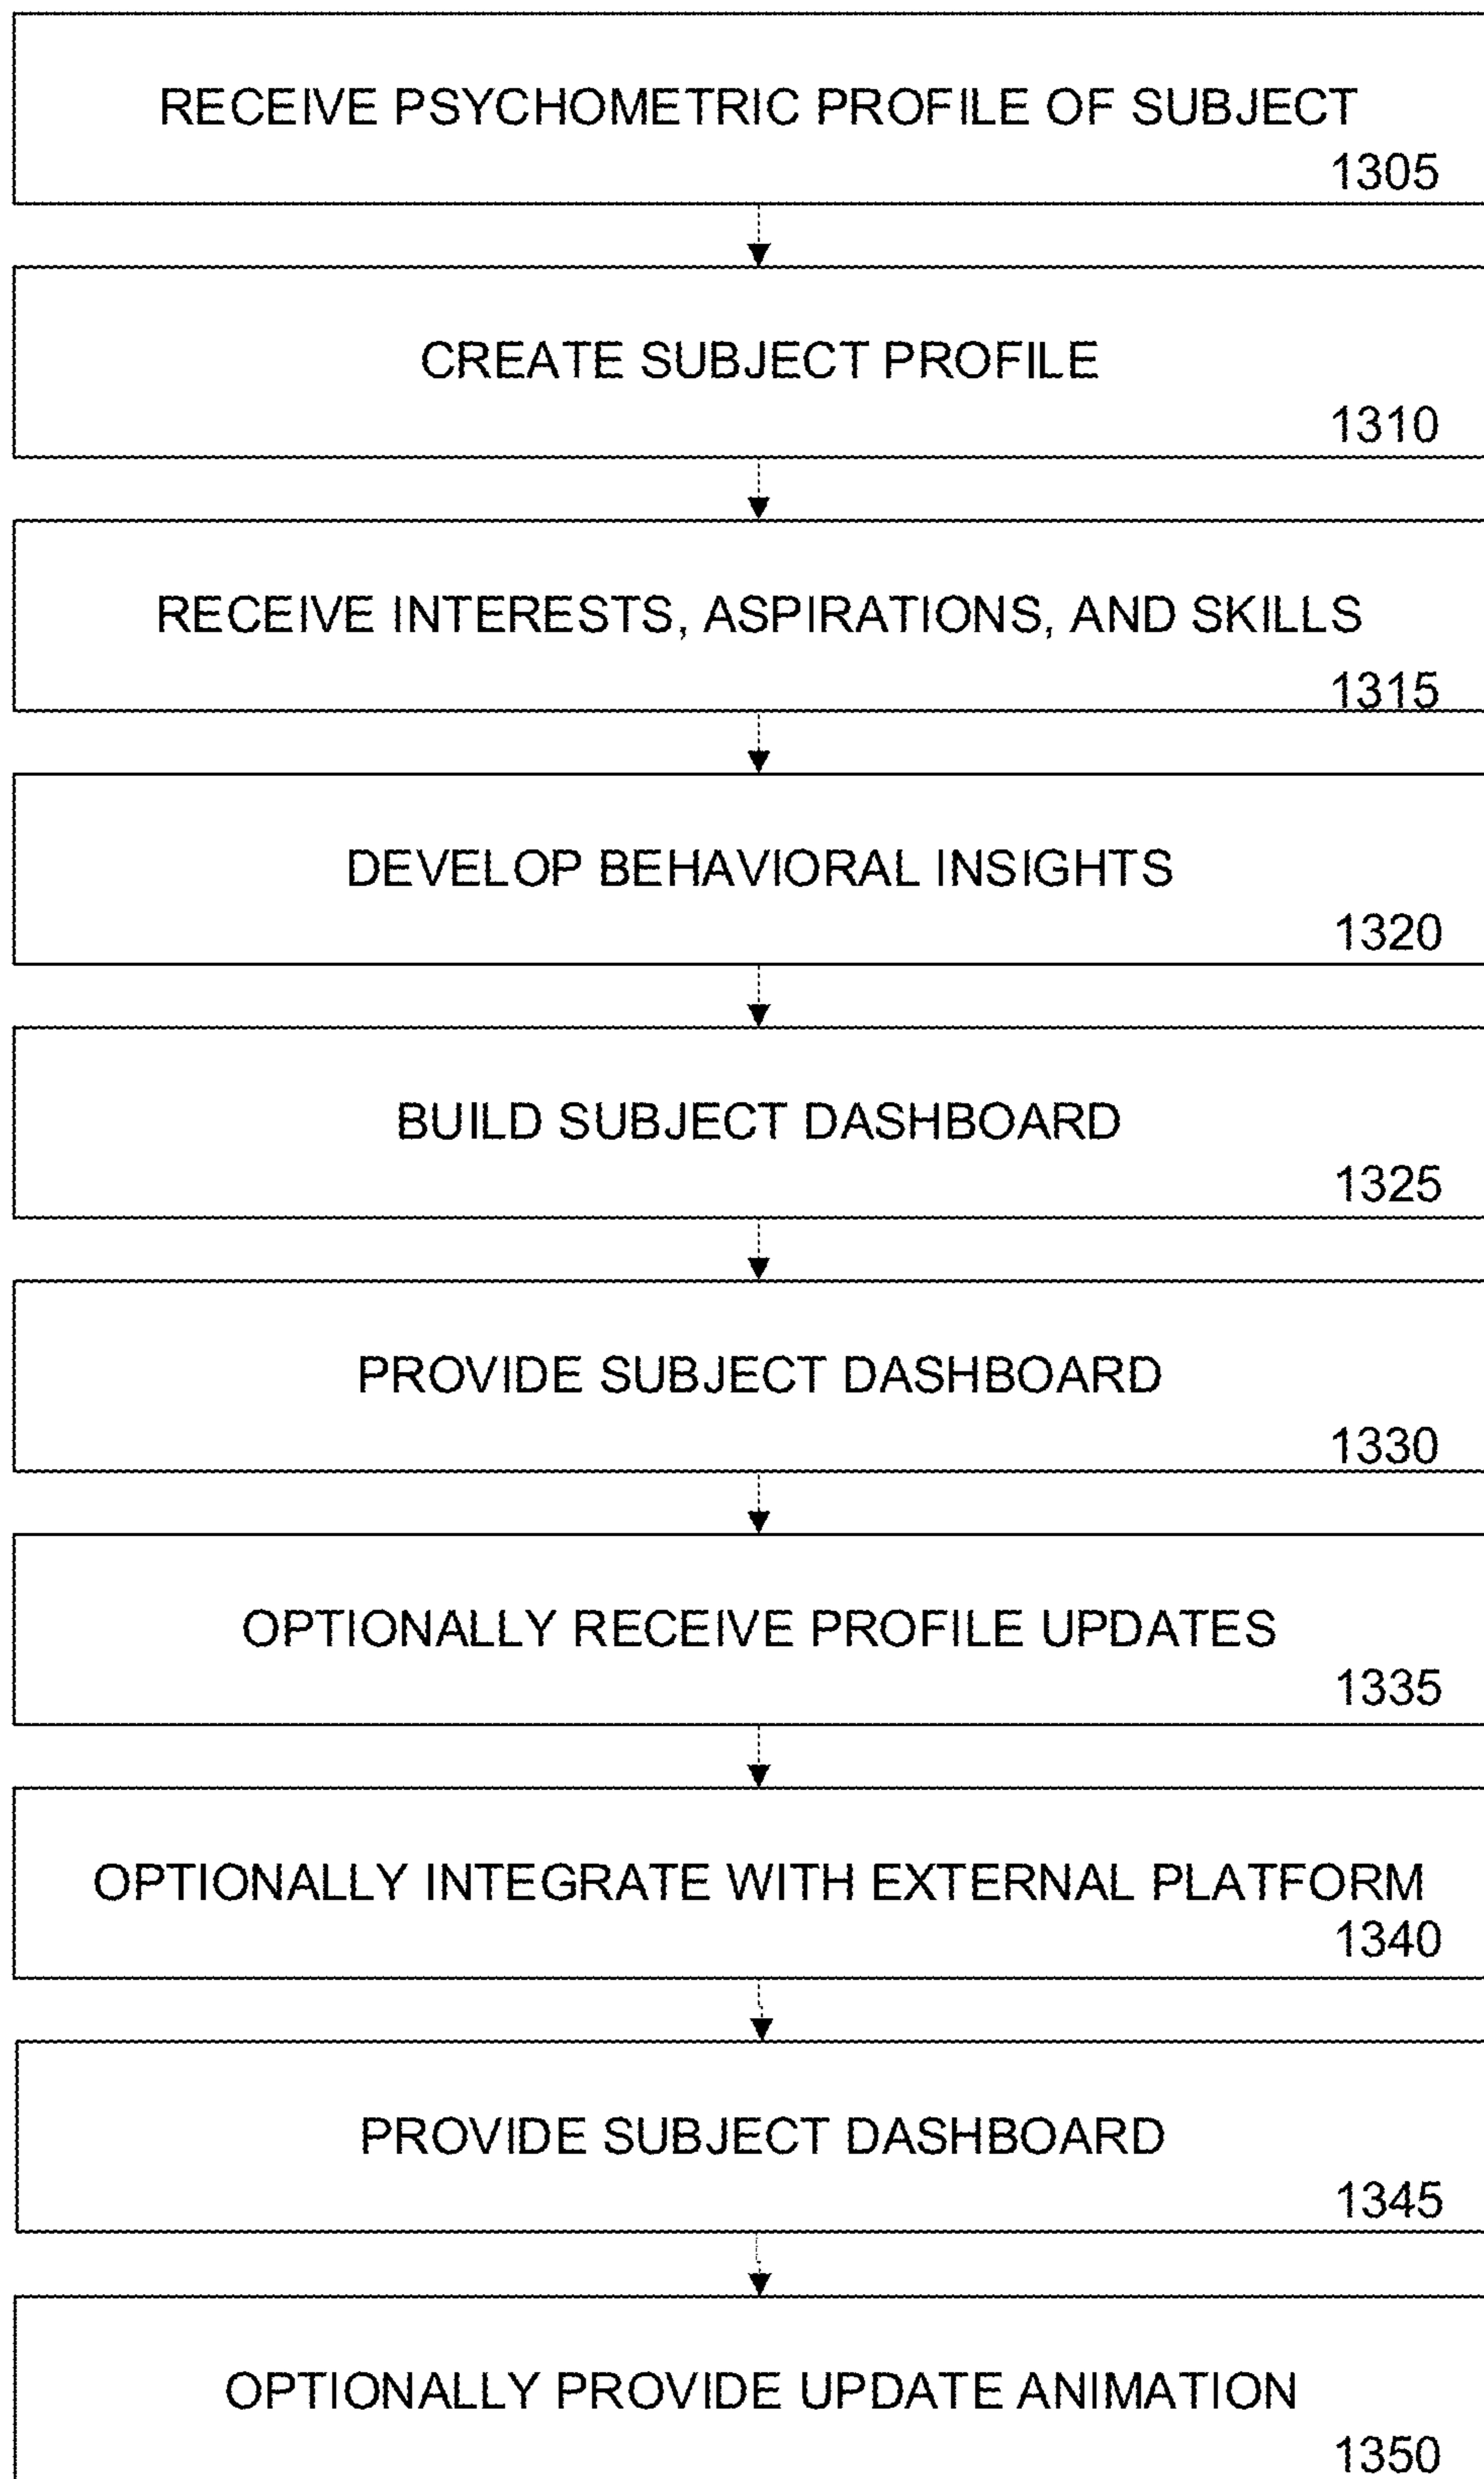 RECEIVE PSYCHOMETRIC PROFILE OF SUBJECT
1305
CREATE SUBJECT PROFILE
1310
RECEIVE INTERESTS, ASPIRATIONS, AND SKILLS
1315
DEVELOP BEHAVIORAL INSIGHTS
1320
BUILD SUBJECT DASHBOARD
1325
PROVIDE SUBJECT DASHBOARD
1330
OPTIONALLY RECEIVE PROFILE UPDATES
1335
OPTIONALLY INTEGRATE WITH EXTERNAL PLATFORM
1340
PROVIDE SUBJECT DASHBOARD
1345
OPTIONALLY PROVIDE UPDATE ANIMATION
1350